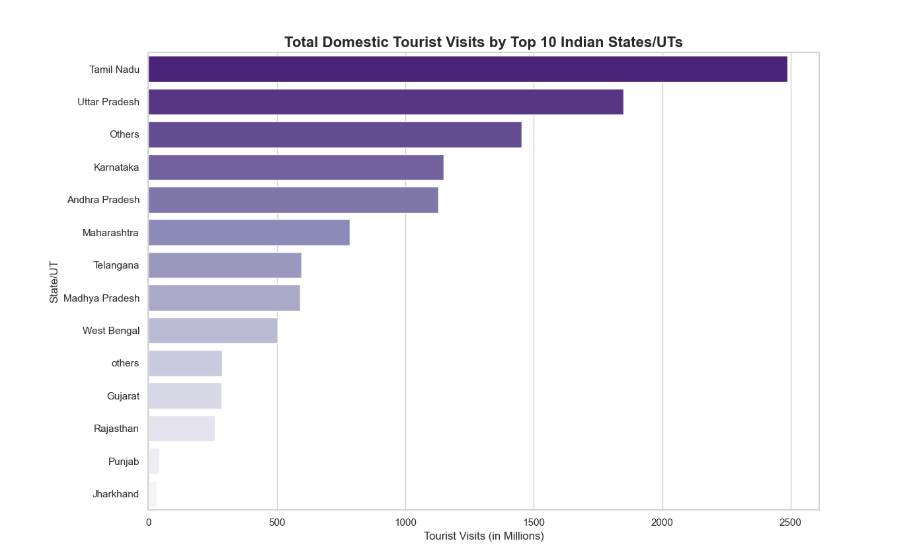 Total Domestic Tourist Visits by Top 10 Indian States/UTs
State/UT
Tamil Nadu
Uttar Pradesh
Others
Karnataka
Andhra Pradesh
Maharashtra
Telangana
Madhya Pradesh
West Bengal
others
Gujarat
Rajasthan
Punjab
Jharkhand
0 500 1000 1500 2000 2500
Tourist Visits (in Millions)